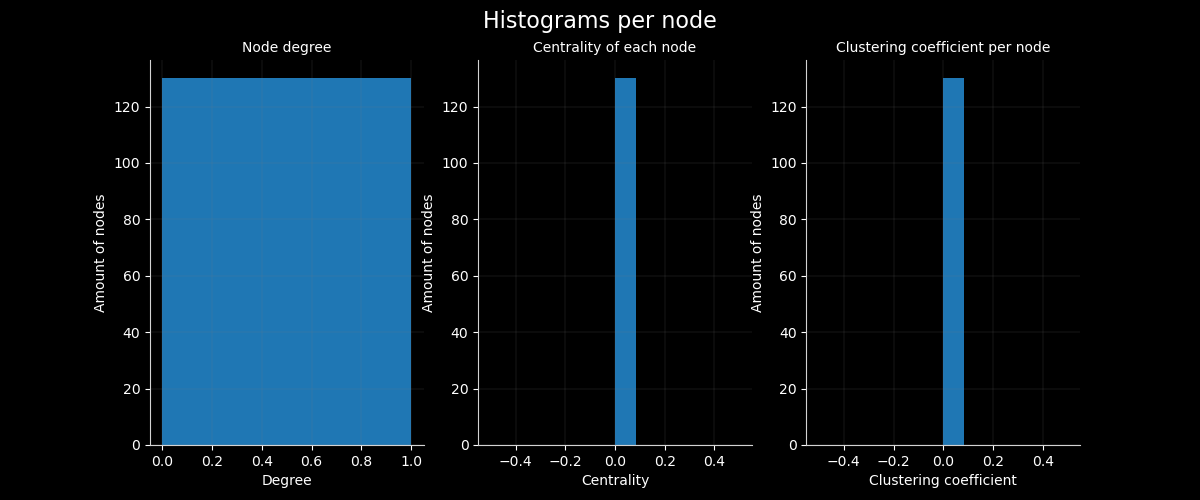 Histograms per node
Node degree
Amount of nodes
120
100
80
60
40
20
0
0.0 0.2 0.4 0.6 0.8 1.0
Degree
Centrality of each node
Amount of nodes
120
100
80
60
40
20
0
−0.4 −0.2 0.0 0.2 0.4
Centrality
Clustering coefficient per node
Amount of nodes
120
100
80
60
40
20
0
−0.4 −0.2 0.0 0.2 0.4
Clustering coefficient